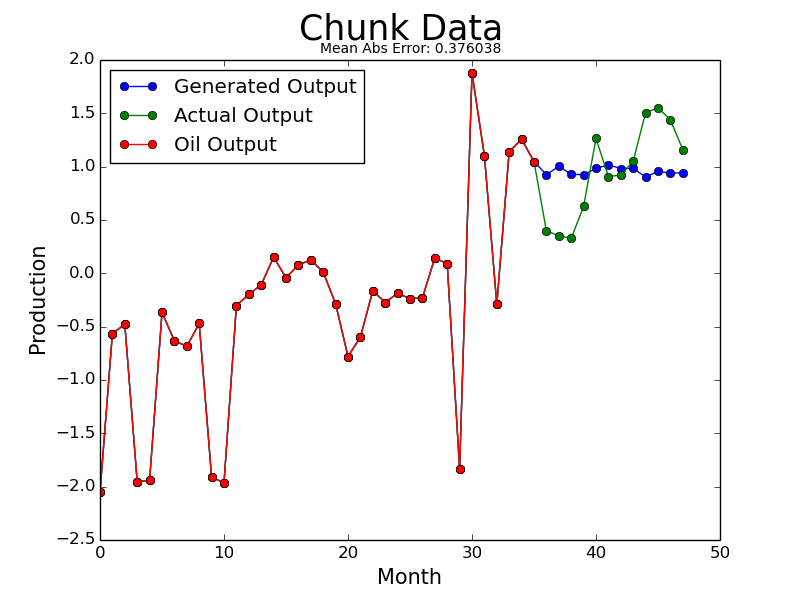 Chunk Data
Mean Abs Error: 0.376038
2.0
1.5
1.0
0.5
0.0
−0.5
−1.0
−1.5
−2.0
−2.5
Generated Output
Actual Output
Oil Output
Production
0 10 20 30 40 50
Month